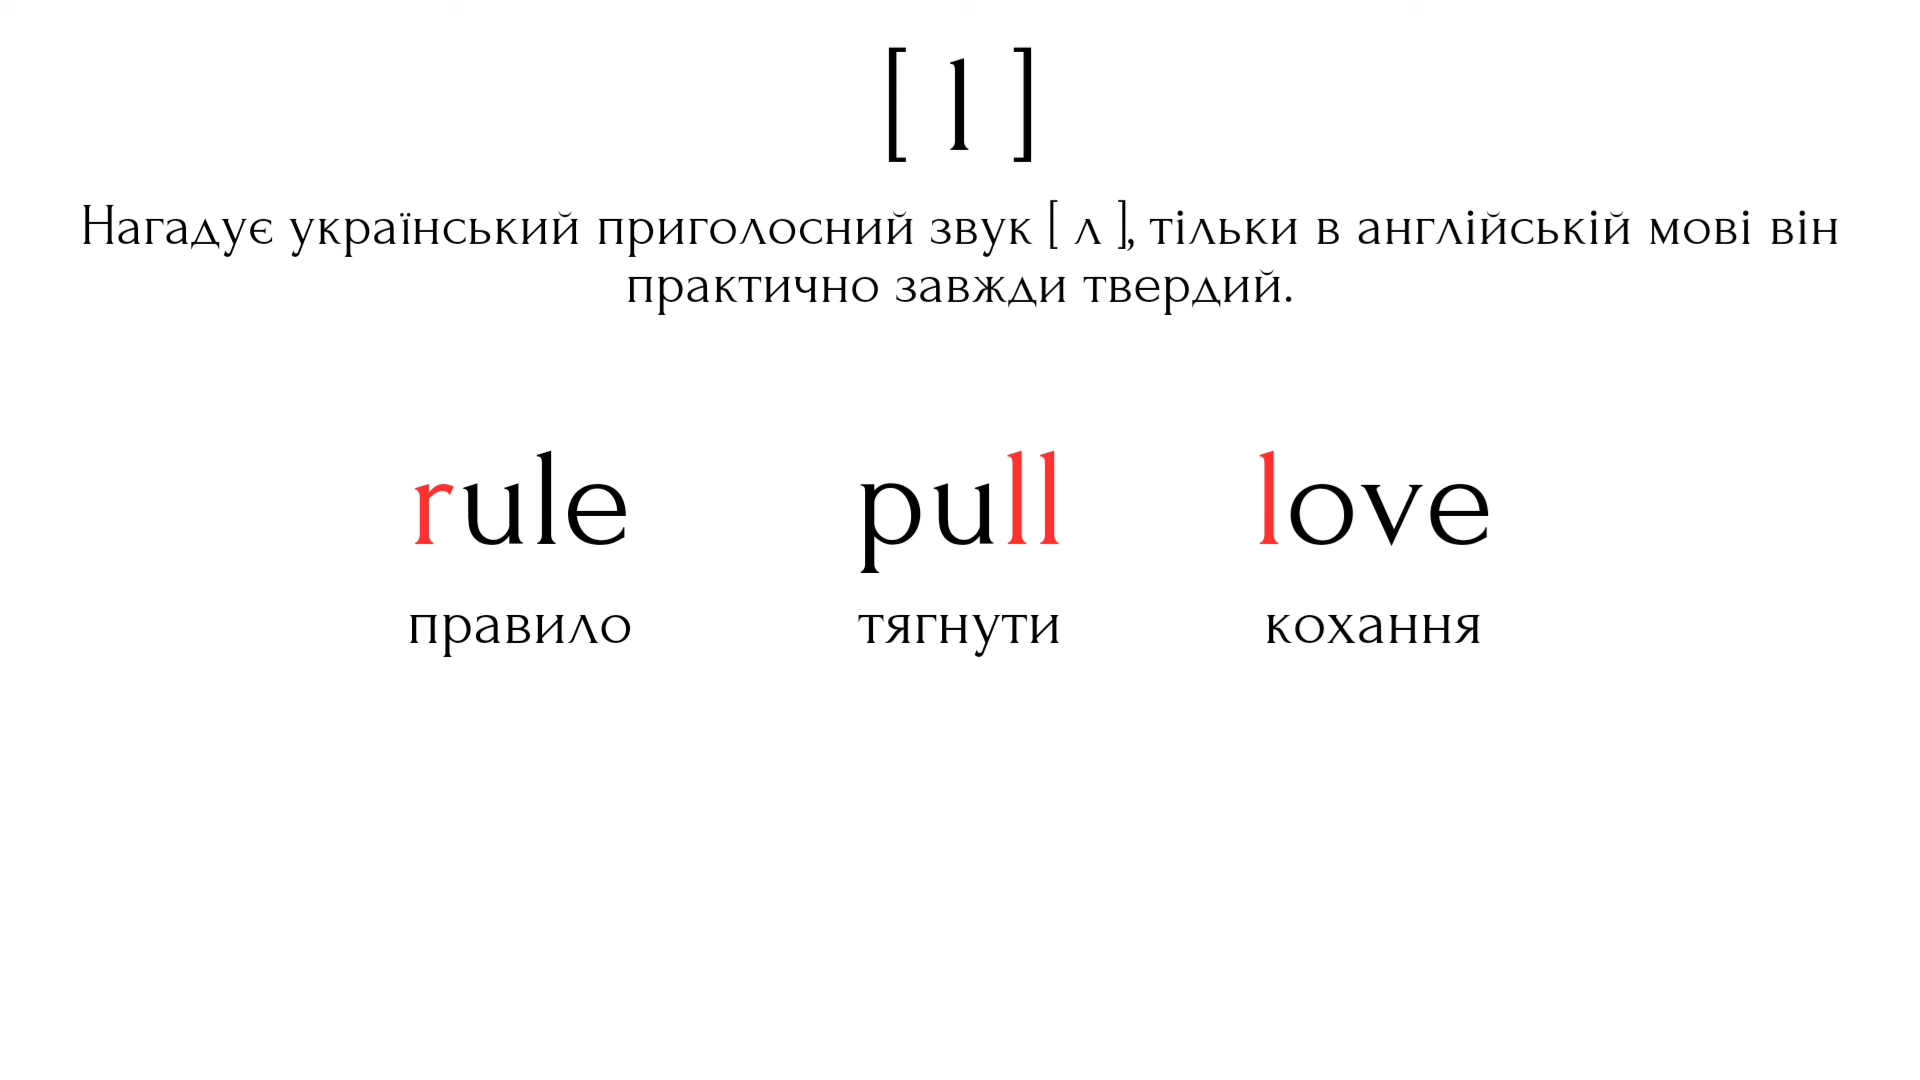 [ l ]
Нагадує український приголосний звук [ л ], тільки в англійській мові він
практично завжди твердий.
rule pull love
правило тягнути кохання